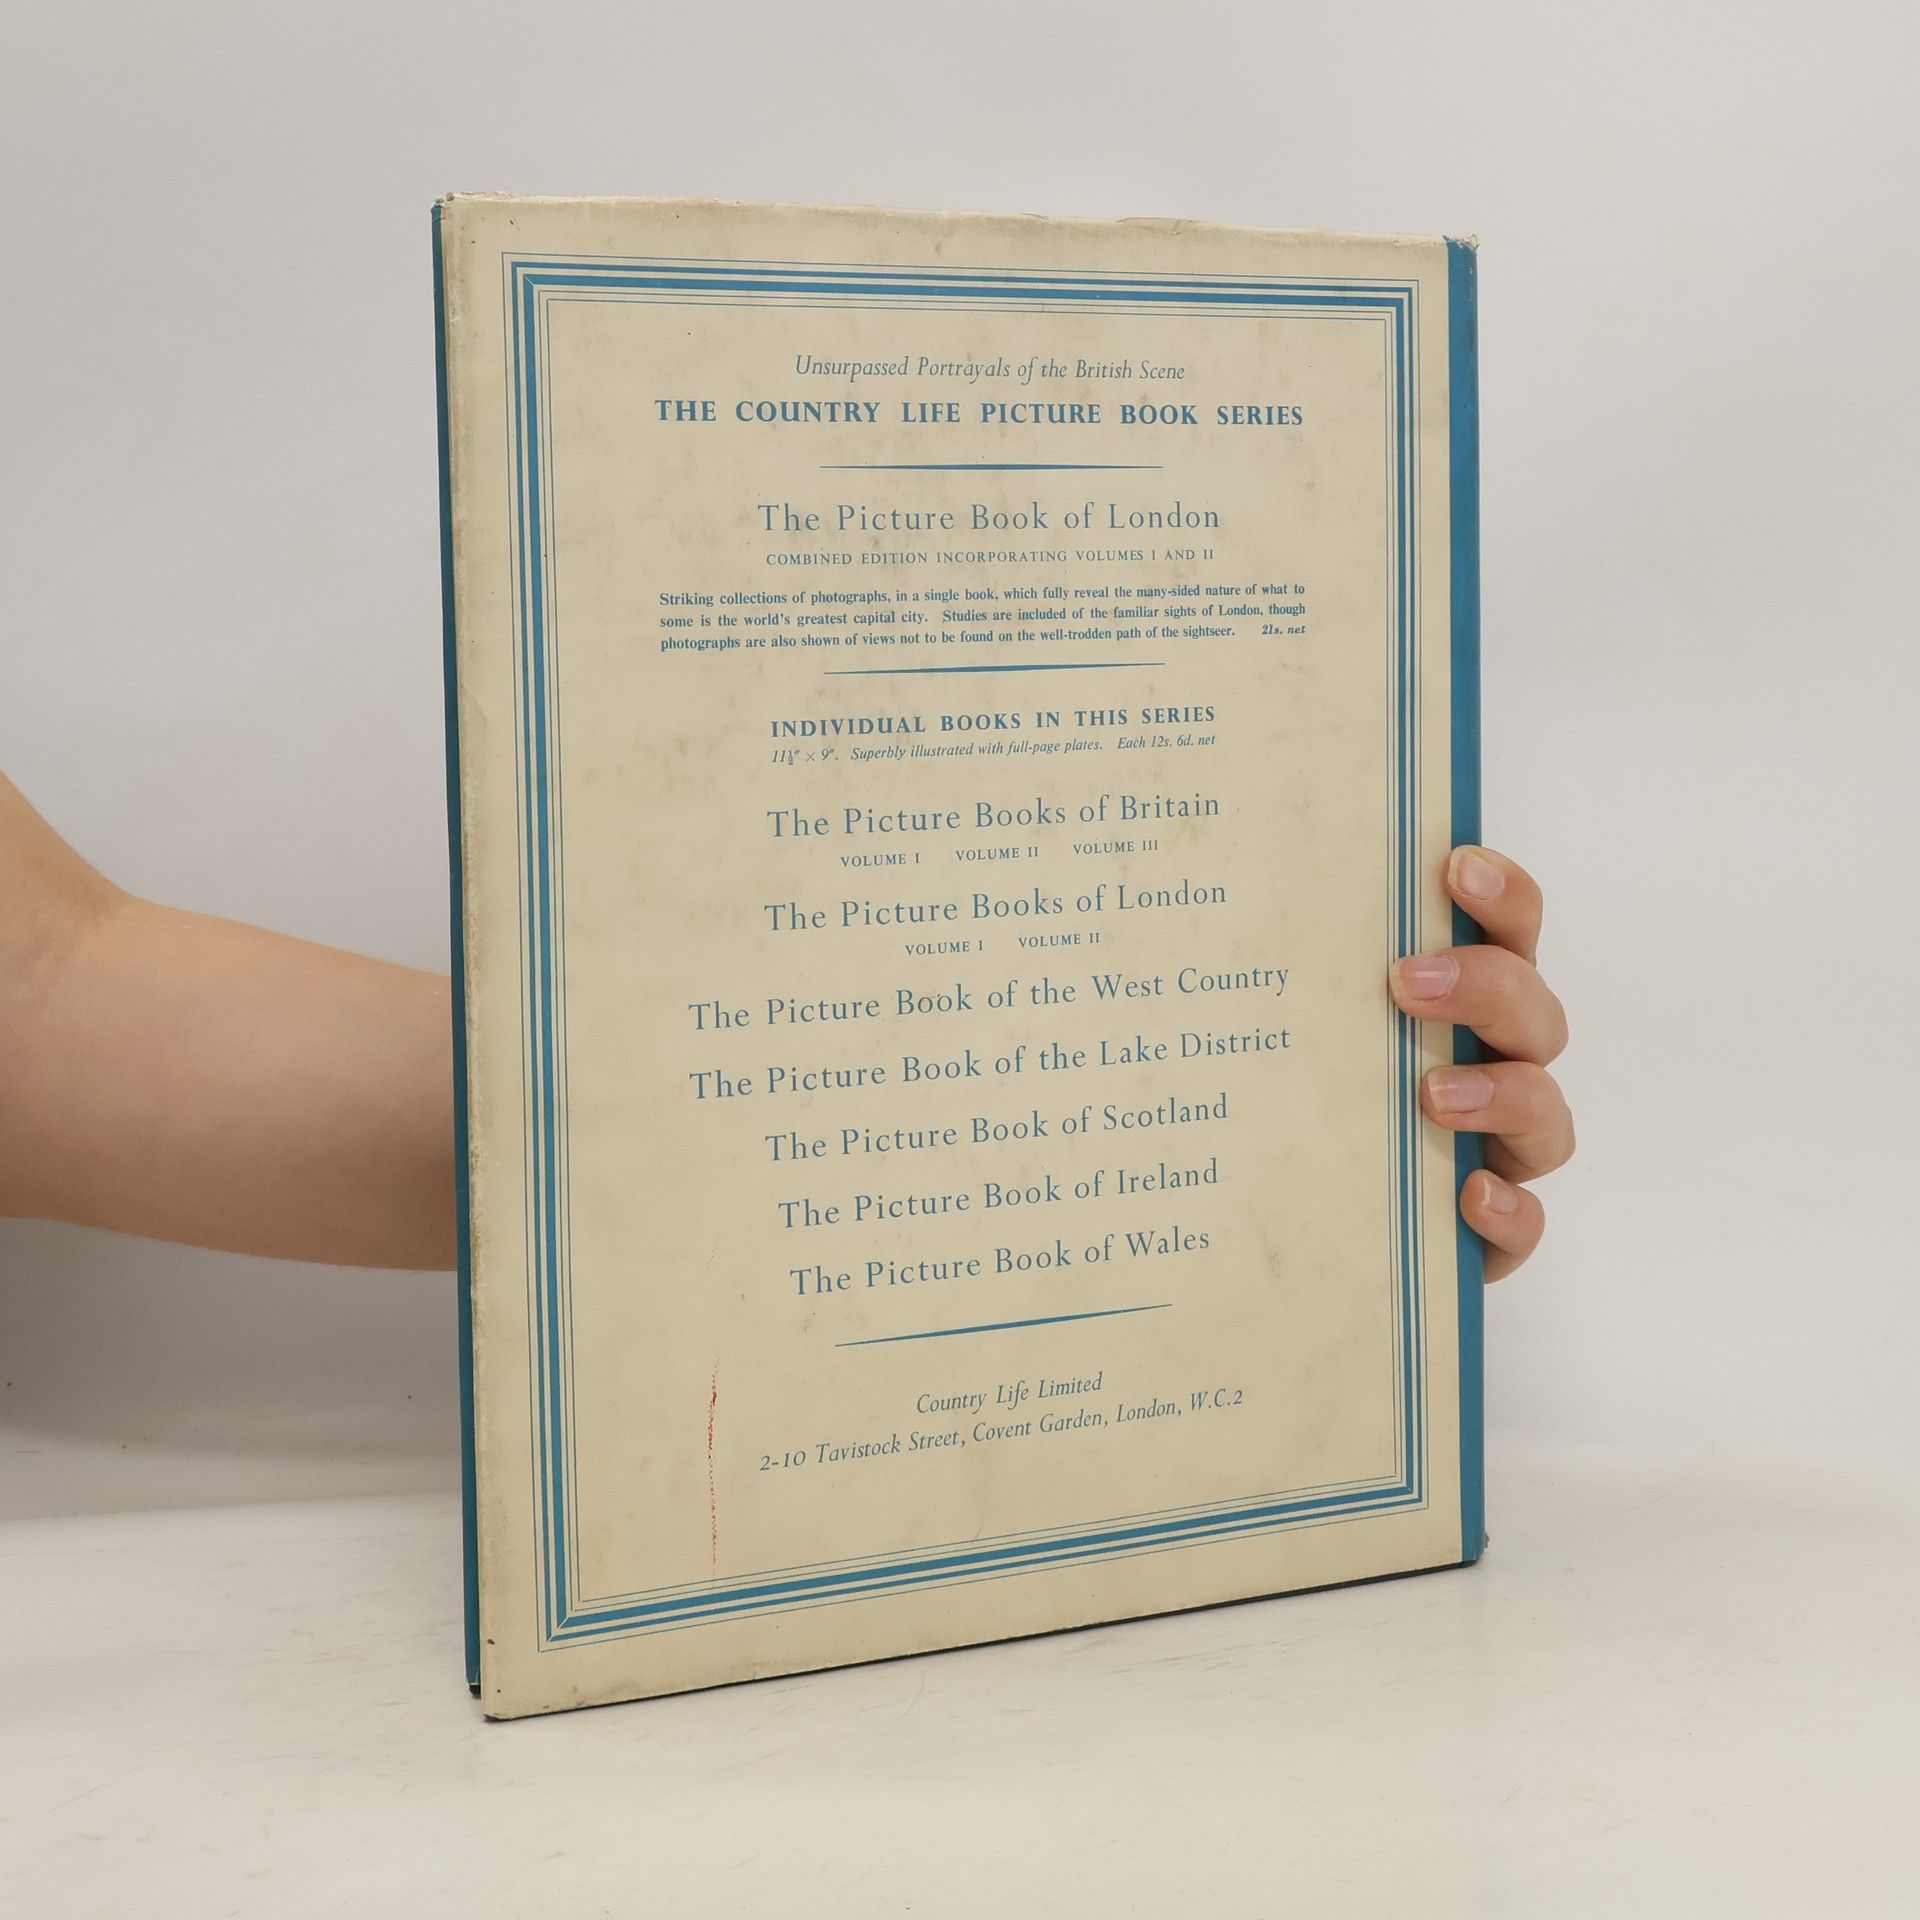 Unsurpassed Portrayals of the British Scene
THE COUNTRY LIFE PICTURE BOOK SERIES
The Picture Book of London
COMBINED EDITION INCORPORATING VOLUMES I AND II
Striking collections of photographs, in a single book, which fully reveal the many-sided nature of what to
some is the world's greatest capital city. Studies are included of the familiar sights of London, though
photographs are also shown of views not to be found on the well-trodden path of the sightseer. 21s. net
INDIVIDUAL BOOKS IN THIS SERIES
11½" × 9". Superbly illustrated with full-page plates. Each 12s. 6d. net
The Picture Books of Britain
VOLUME I VOLUME II VOLUME III
The Picture Books of London
VOLUME I VOLUME II
The Picture Book of the West Country
The Picture Book of the Lake District
The Picture Book of Scotland
The Picture Book of Ireland
The Picture Book of Wales
Country Life Limited
2-10 Tavistock Street, Covent Garden, London, W.C.2